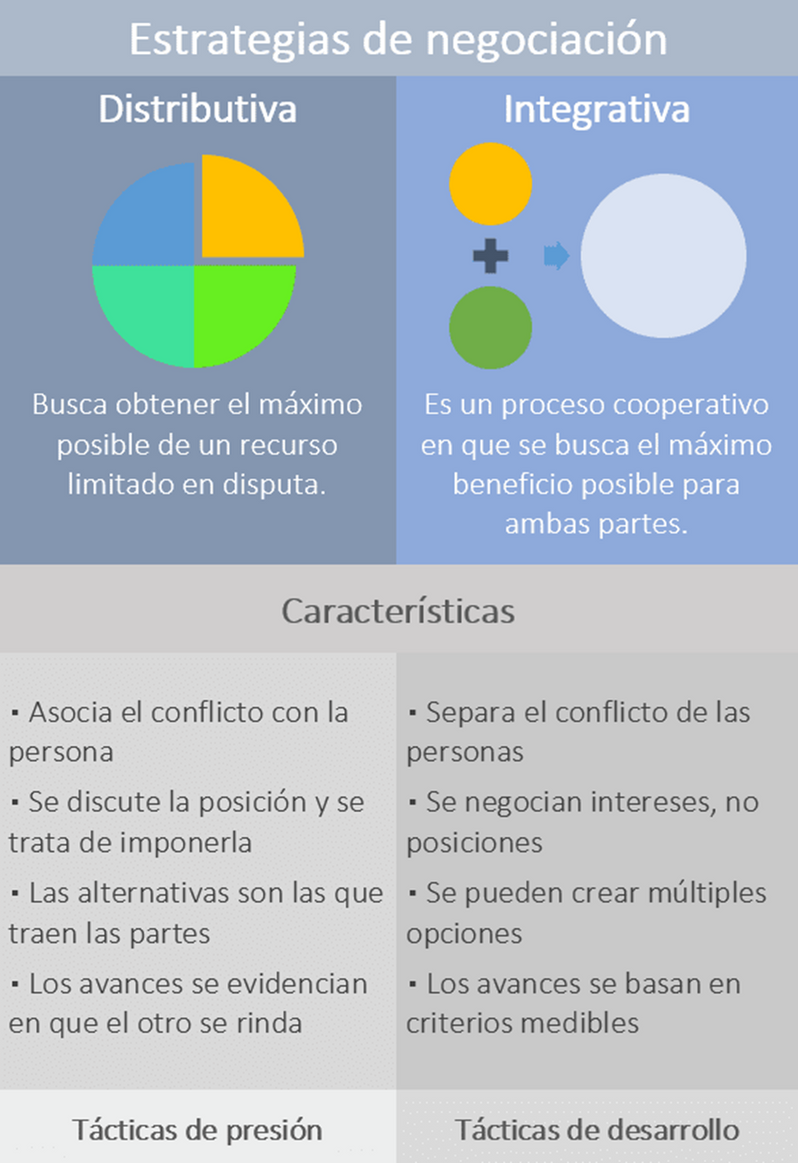 Estrategias de negociación
Distributiva
Busca obtener el máximo
posible de un recurso
limitado en disputa.
Integrativa
Es un proceso cooperativo
en que se busca el máximo
beneficio posible para
ambas partes.
Características
▪ Asocia el conflicto con la
persona
▪ Se discute la posición y se
trata de imponerla
▪ Las alternativas son las que
traen las partes
▪ Los avances se evidencian
en que el otro se rinda
▪ Separa el conflicto de las
personas
▪ Se negocian intereses, no
posiciones
▪ Se pueden crear múltiples
opciones
▪ Los avances se basan en
criterios medibles
Tácticas de presión
Tácticas de desarrollo